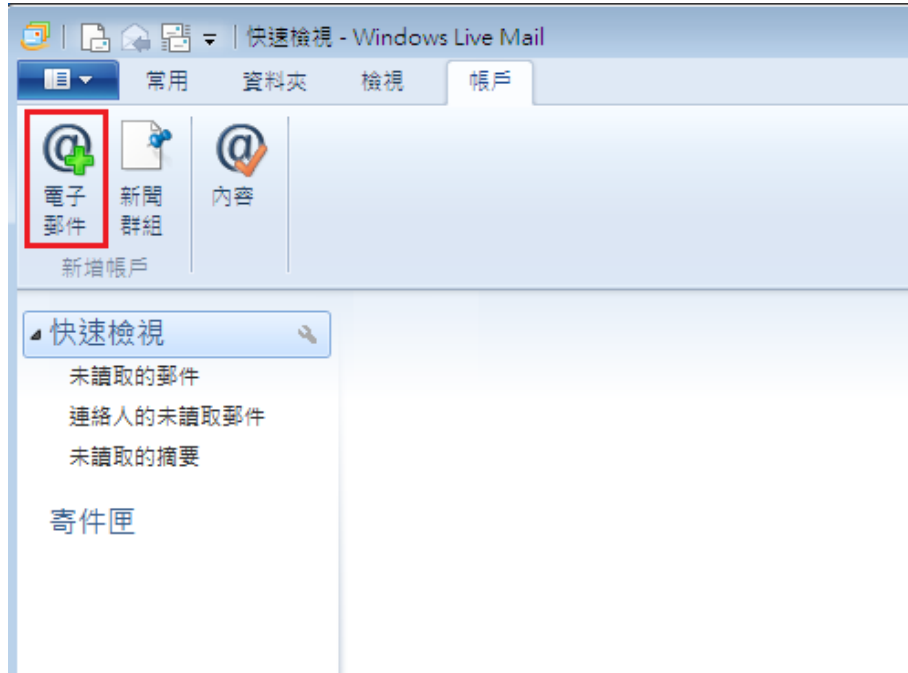 快速檢視 - Windows Live Mail
常用 資料夾 檢視 帳戶
電子 新聞 內容
郵件 群組
新增帳戶
快速檢視
未讀取的郵件
連絡人的未讀取郵件
未讀取的摘要
寄件匣